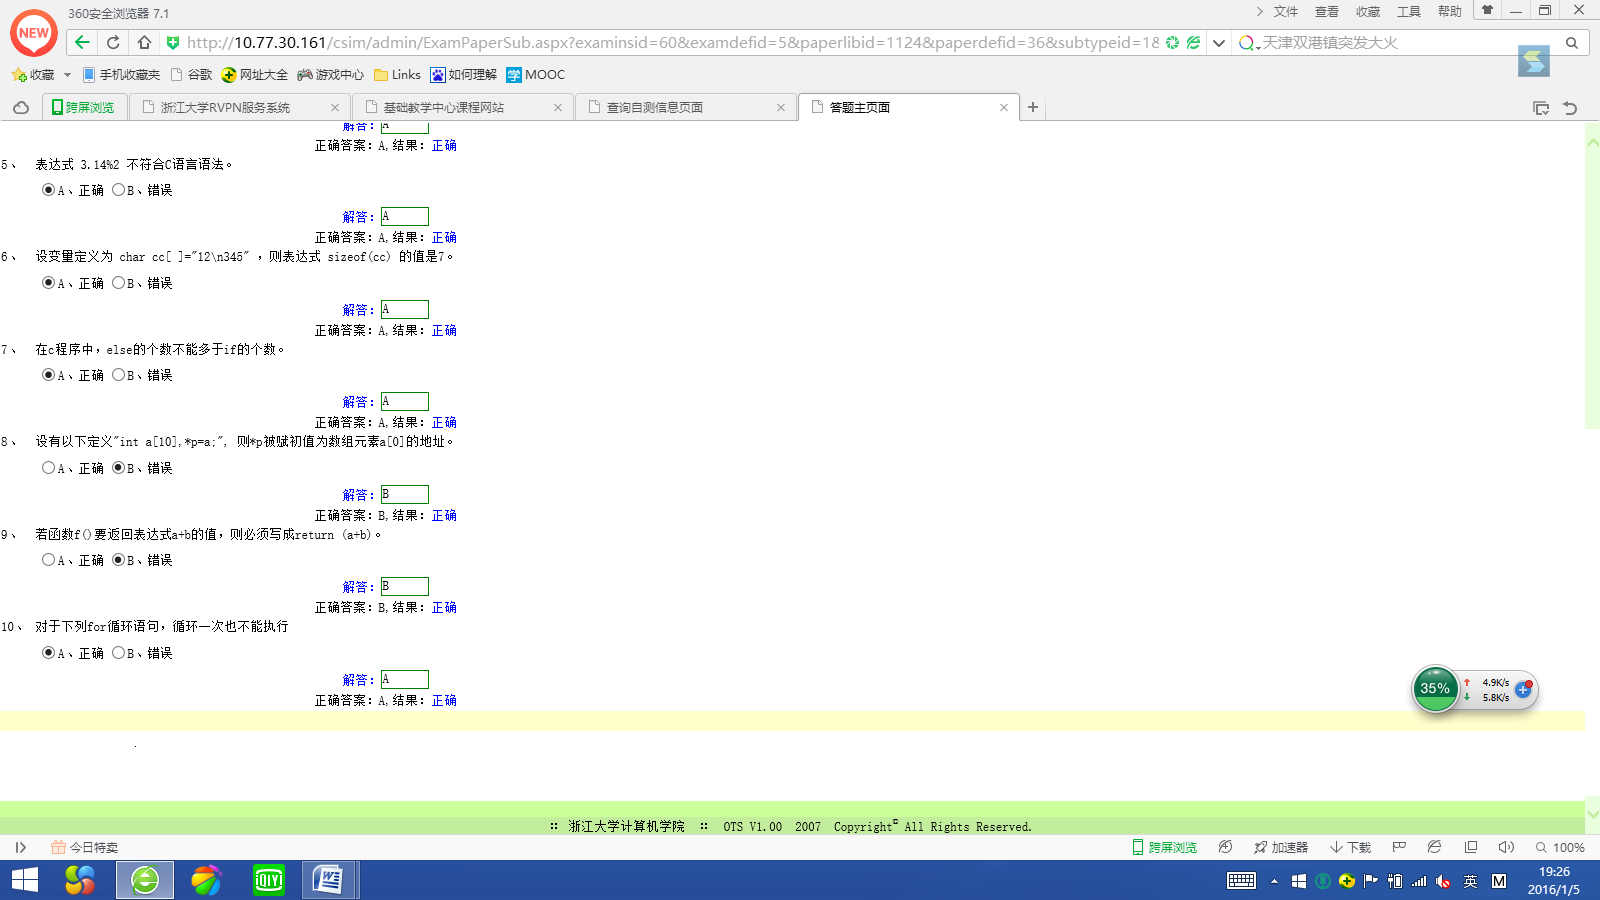 360安全浏览器 7.1
文件 查看 收藏 工具 帮助
NEW
http://10.77.30.161/csim/admin/ExamPaperSub.aspx?examinsid=60&examdefid=5&paperlibid=1124&paperdefid=36&subtypeid=18
天津双港镇突发大火
收藏 手机收藏夹 谷歌 网址大全 游戏中心 Links 如何理解 学 MOOC
跨屏浏览 浙江大学RVPN服务系统 基础教学中心课程网站 查询自测信息页面 答题主页面
解答： A
正确答案：A,结果：正确
5、 表达式 3.14%2 不符合C语言语法。
A、正确 B、错误
解答： A
正确答案：A,结果：正确
6、 设变量定义为 char cc[ ]="12\n345" ，则表达式 sizeof(cc) 的值是7。
A、正确 B、错误
解答： A
正确答案：A,结果：正确
7、 在c程序中，else的个数不能多于if的个数。
A、正确 B、错误
解答： A
正确答案：A,结果：正确
8、 设有以下定义"int a[10],*p=a;", 则*p被赋初值为数组元素a[0]的地址。
A、正确 B、错误
解答： B
正确答案：B,结果：正确
9、 若函数f()要返回表达式a+b的值，则必须写成return (a+b)。
A、正确 B、错误
解答： B
正确答案：B,结果：正确
10、 对于下列for循环语句，循环一次也不能执行
A、正确 B、错误
解答： A
正确答案：A,结果：正确
35% 4.9K/s
5.8K/s
:: 浙江大学计算机学院 :: OTS V1.00 2007 Copyright© All Rights Reserved.
今日特卖 跨屏浏览 加速器 下载 100%
QIY 英 M 19:26
2016/1/5